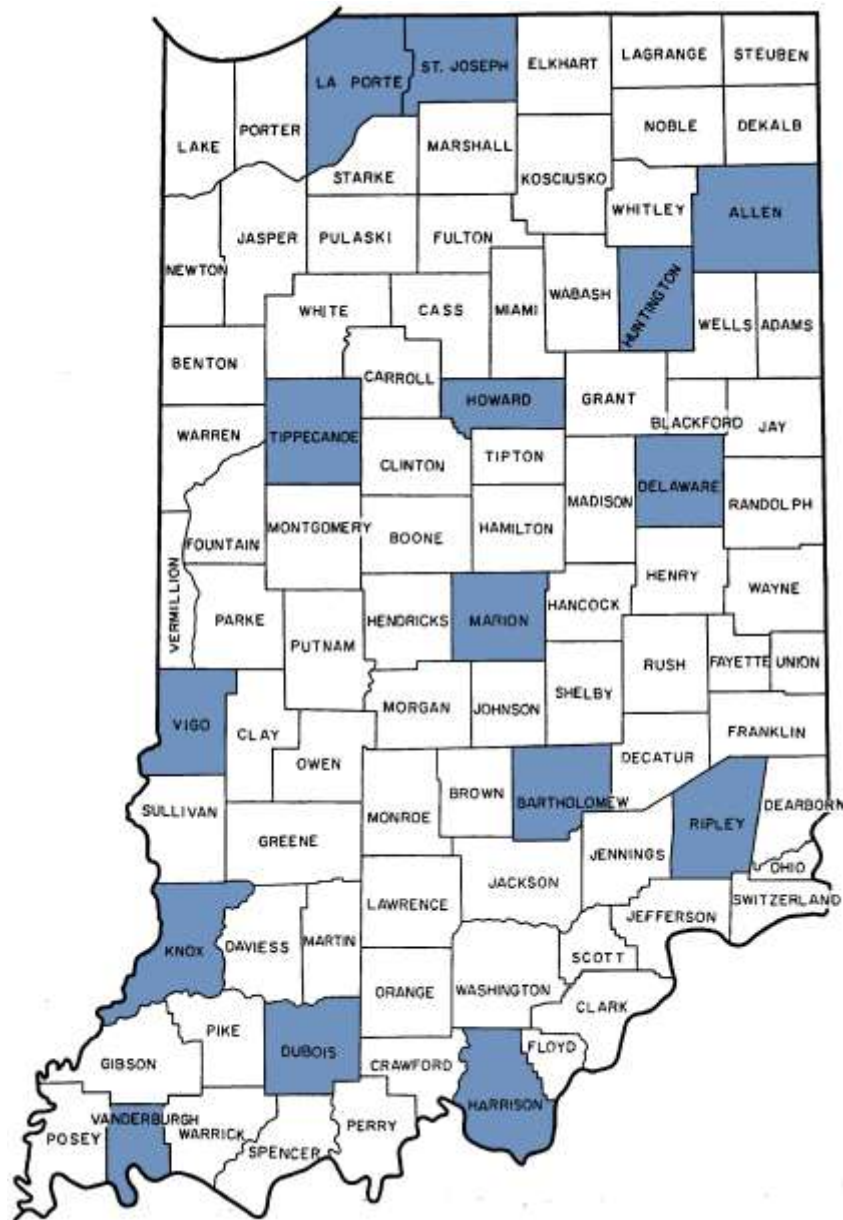 LAGRANGE
STEUBEN
ST. JOSEPH
ELKHART
LA PORTE
LAKE
PORTER
NOBLE
DEKALB
MARSHALL
STARKE
KOSCIUSKO
WHITLEY
ALLEN
NEWTON
JASPER
PULASKI
FULTON
WHITE
CASS
MIAMI
WABASH
HUNTINGTON
WELLS
ADAMS
BENTON
CARROLL
HOWARD
GRANT
BLACKFORD
JAY
WARREN
TIPPECANOE
CLINTON
TIPTON
MADISON
DELAWARE
RANDOLPH
FOUNTAIN
MONTGOMERY
BOONE
HAMILTON
VERMILLION
HENRY
WAYNE
PARKE
PUTNAM
HENDRICKS
MARION
HANCOCK
RUSH
FAYETTE
UNION
VIGO
CLAY
OWEN
MORGAN
JOHNSON
SHELBY
FRANKLIN
DECATUR
SULLIVAN
GREENE
MONROE
BROWN
BARTHOLOMEW
RIPLEY
DEARBORN
JENNINGS
OHIO
JACKSON
LAWRENCE
JEFFERSON
SWITZERLAND
KNOX
DAVIESS
MARTIN
SCOTT
ORANGE
WASHINGTON
CLARK
PIKE
DUBOIS
GIBSON
CRAWFORD
FLOYD
HARRISON
POSEY
VANDERBURGH
WARRICK
SPENCER
PERRY